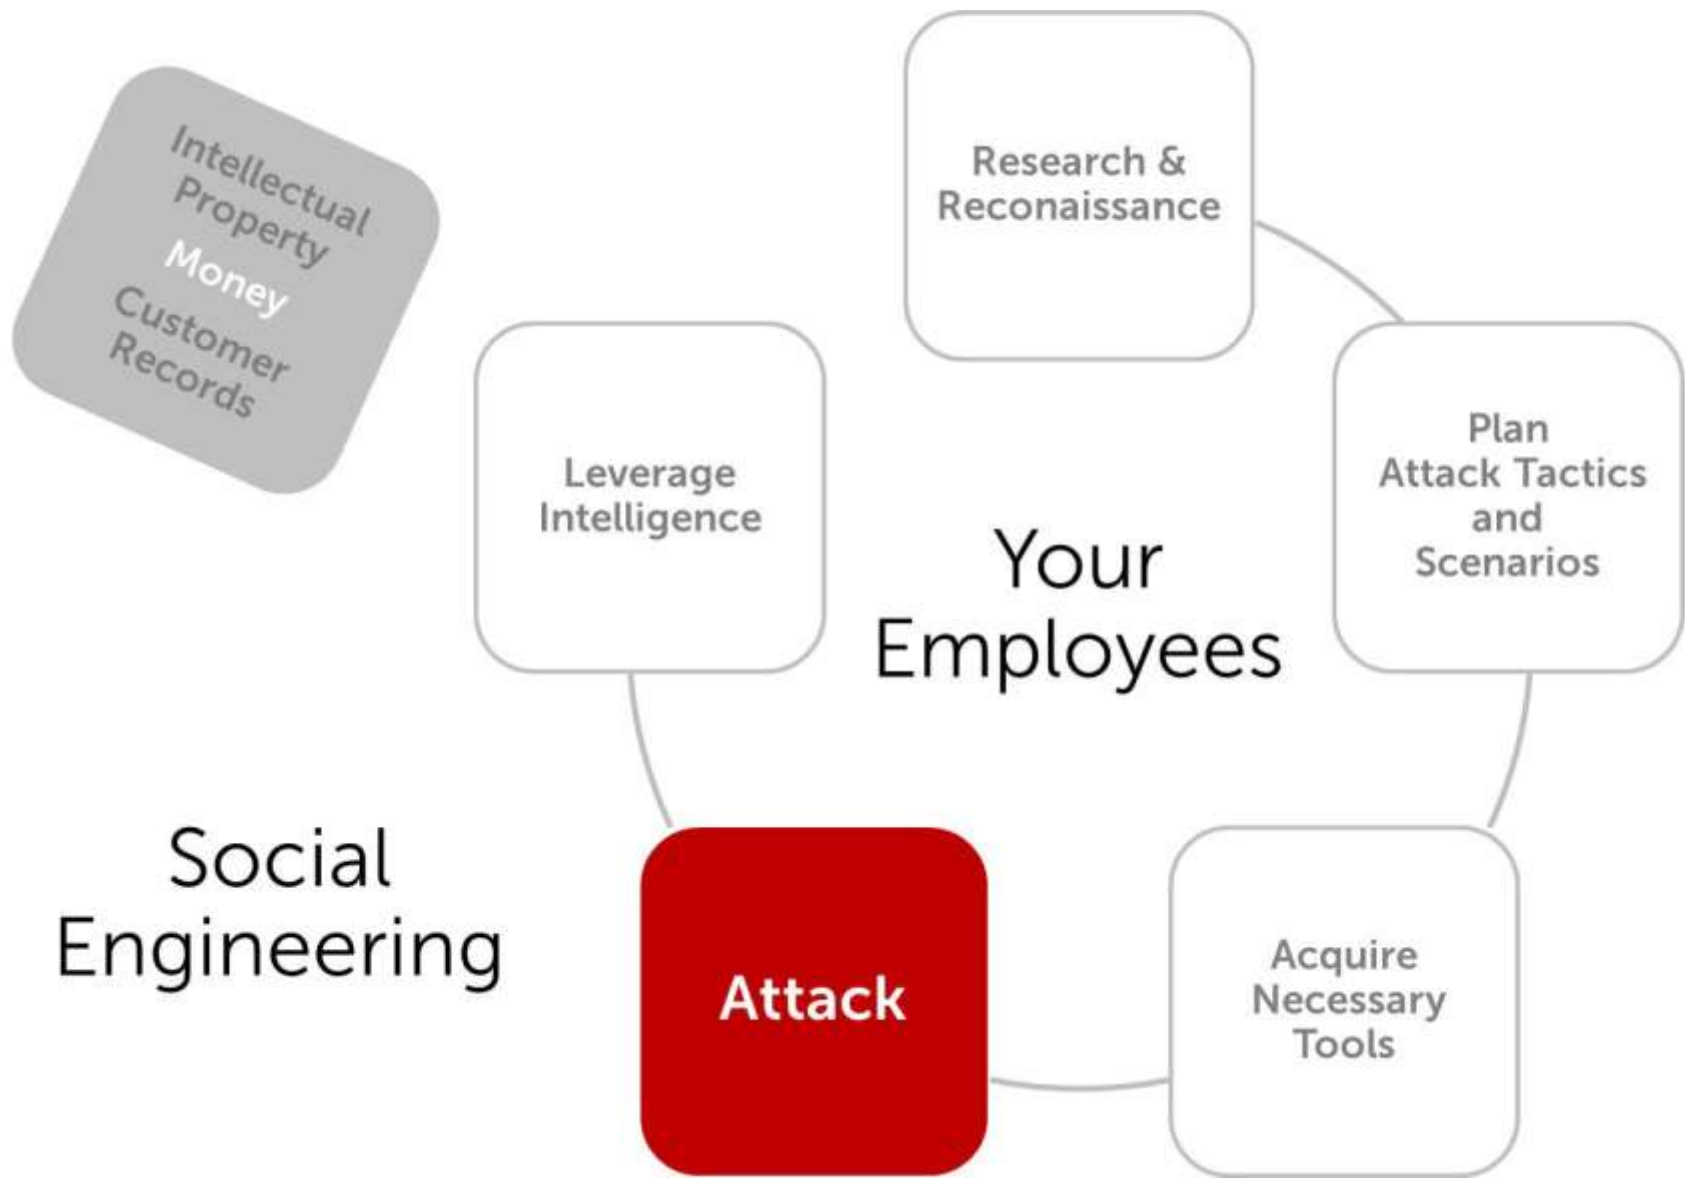 Intellectual
Property
Money
Customer
Records
Research &
Reconaissance
Plan
Attack Tactics
and
Scenarios
Leverage
Intelligence
Your
Employees
Social
Engineering
Attack
Acquire
Necessary
Tools